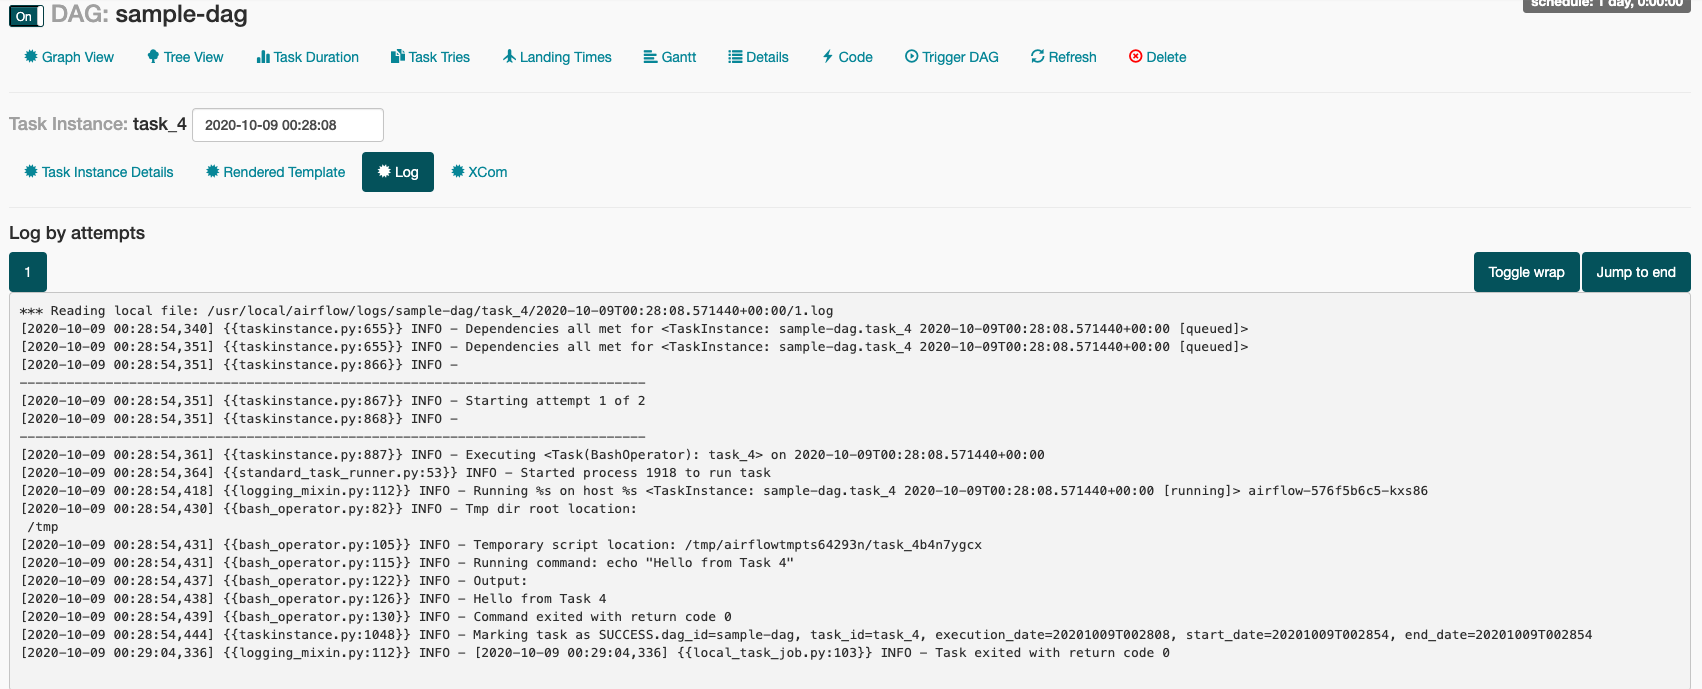 On DAG: sample-dag schedule: 1 day, 0:00:00
Graph View Tree View Task Duration Task Tries Landing Times Gantt Details Code Trigger DAG Refresh Delete
Task Instance: task_4 2020-10-09 00:28:08
Task Instance Details Rendered Template Log XCom
Log by attempts
1 Toggle wrap Jump to end
*** Reading local file: /usr/local/airflow/logs/sample-dag/task_4/2020-10-09T00:28:08.571440+00:00/1.log
[2020-10-09 00:28:54,340] {{taskinstance.py:655}} INFO - Dependencies all met for <TaskInstance: sample-dag.task_4 2020-10-09T00:28:08.571440+00:00 [queued]>
[2020-10-09 00:28:54,351] {{taskinstance.py:655}} INFO - Dependencies all met for <TaskInstance: sample-dag.task_4 2020-10-09T00:28:08.571440+00:00 [queued]>
[2020-10-09 00:28:54,351] {{taskinstance.py:866}} INFO -
--------------------------------------------------------------------------------
[2020-10-09 00:28:54,351] {{taskinstance.py:867}} INFO - Starting attempt 1 of 2
[2020-10-09 00:28:54,351] {{taskinstance.py:868}} INFO -
--------------------------------------------------------------------------------
[2020-10-09 00:28:54,361] {{taskinstance.py:887}} INFO - Executing <Task(BashOperator): task_4> on 2020-10-09T00:28:08.571440+00:00
[2020-10-09 00:28:54,364] {{standard_task_runner.py:53}} INFO - Started process 1918 to run task
[2020-10-09 00:28:54,418] {{logging_mixin.py:112}} INFO - Running %s on host %s <TaskInstance: sample-dag.task_4 2020-10-09T00:28:08.571440+00:00 [running]> airflow-576f5b6c5-kxs86
[2020-10-09 00:28:54,430] {{bash_operator.py:82}} INFO - Tmp dir root location:
/tmp
[2020-10-09 00:28:54,431] {{bash_operator.py:105}} INFO - Temporary script location: /tmp/airflowtmpts64293n/task_4b4n7ygcx
[2020-10-09 00:28:54,431] {{bash_operator.py:115}} INFO - Running command: echo "Hello from Task 4"
[2020-10-09 00:28:54,437] {{bash_operator.py:122}} INFO - Output:
[2020-10-09 00:28:54,438] {{bash_operator.py:126}} INFO - Hello from Task 4
[2020-10-09 00:28:54,439] {{bash_operator.py:130}} INFO - Command exited with return code 0
[2020-10-09 00:28:54,444] {{taskinstance.py:1048}} INFO - Marking task as SUCCESS.dag_id=sample-dag, task_id=task_4, execution_date=20201009T002808, start_date=20201009T002854, end_date=20201009T002854
[2020-10-09 00:29:04,336] {{logging_mixin.py:112}} INFO - [2020-10-09 00:29:04,336] {{local_task_job.py:103}} INFO - Task exited with return code 0